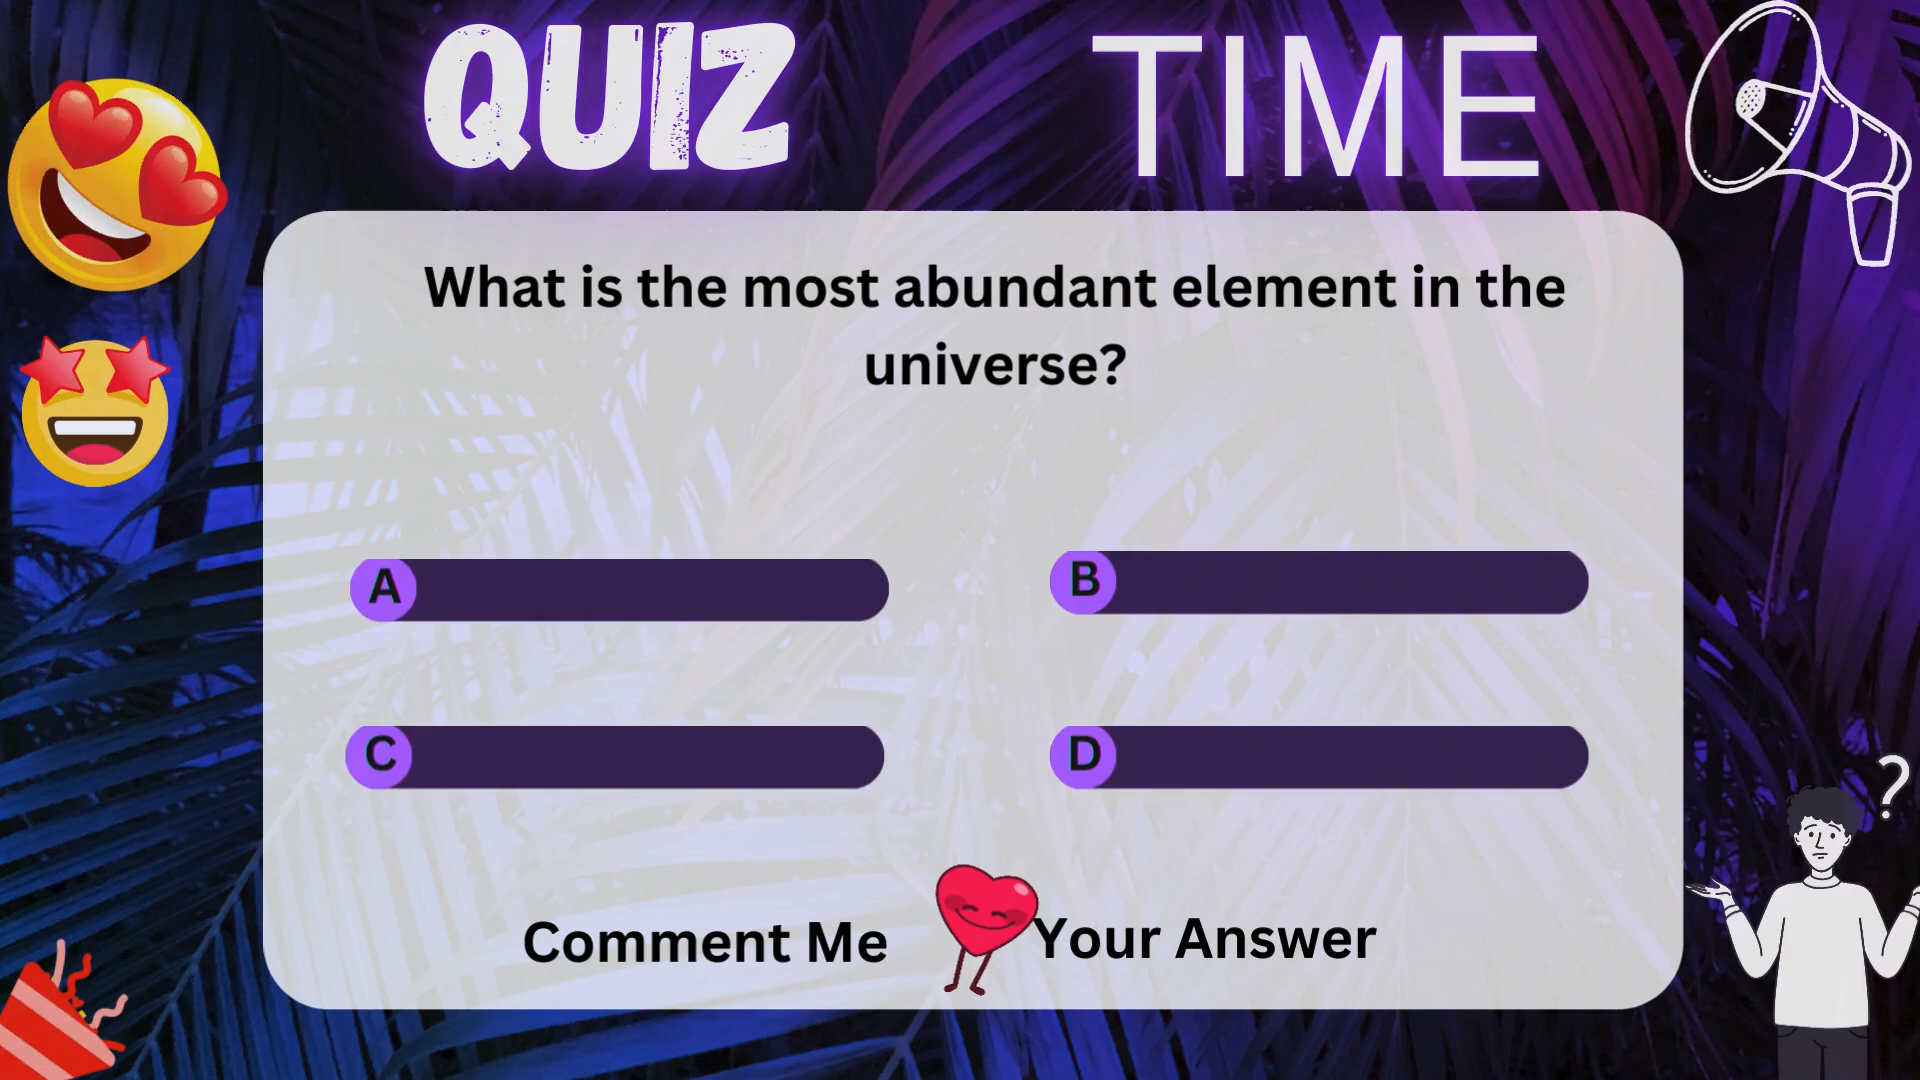 QUIZ TIME
What is the most abundant element in the
universe?
A
B
C
D
Comment Me Your Answer
?